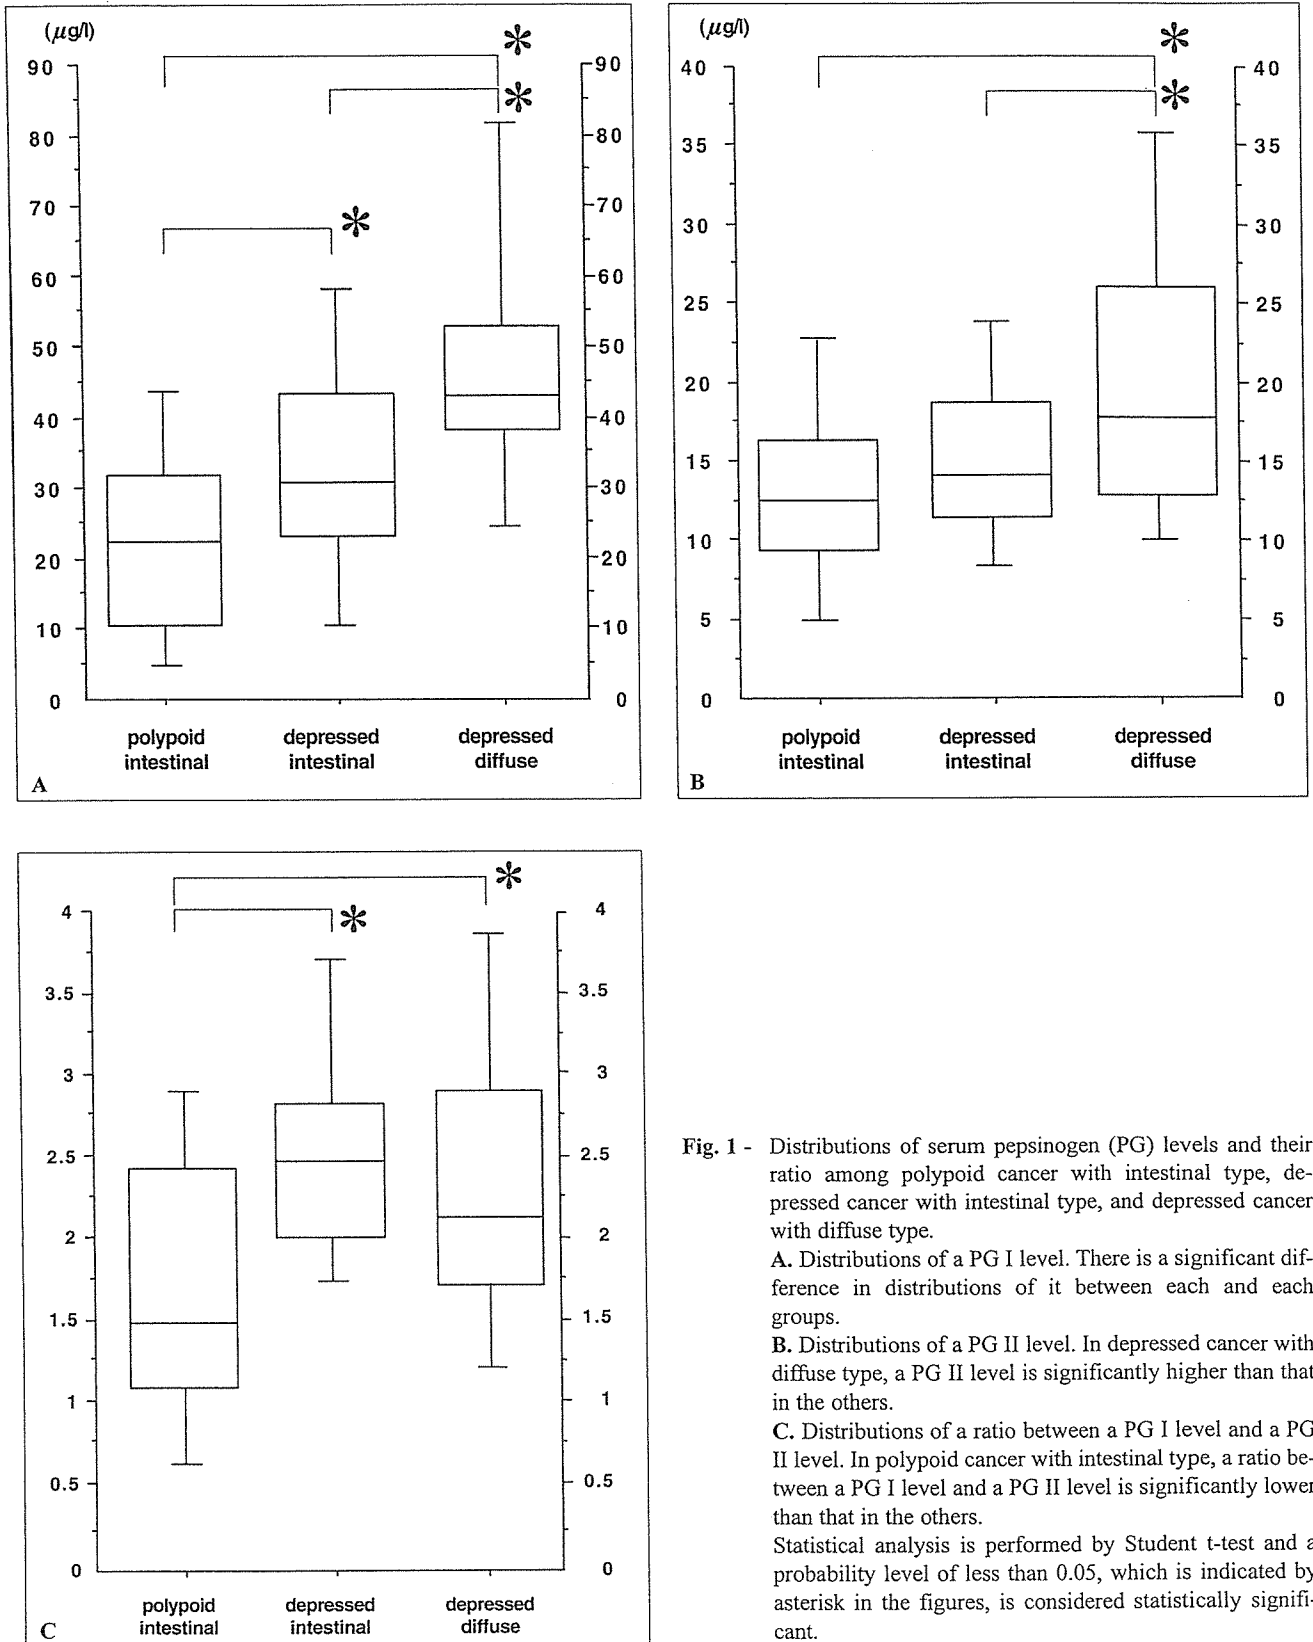 (μg/l)
90
80
70
60
50
40
30
20
10
0
*
*
*
90
80
70
60
50
40
30
20
10
0
polypoid intestinal
depressed intestinal
depressed diffuse
A
(μg/l)
40
35
30
25
20
15
10
5
0
*
*
40
35
30
25
20
15
10
5
0
polypoid intestinal
depressed intestinal
depressed diffuse
B
4
3.5
3
2.5
2
1.5
1
0.5
0
*
*
4
3.5
3
2.5
2
1.5
1
0.5
0
polypoid intestinal
depressed intestinal
depressed diffuse
C
Fig. 1 - Distributions of serum pepsinogen (PG) levels and their
ratio among polypoid cancer with intestinal type, de-
pressed cancer with intestinal type, and depressed cancer
with diffuse type.
A. Distributions of a PG I level. There is a significant dif-
ference in distributions of it between each and each
groups.
B. Distributions of a PG II level. In depressed cancer with
diffuse type, a PG II level is significantly higher than that
in the others.
C. Distributions of a ratio between a PG I level and a PG
II level. In polypoid cancer with intestinal type, a ratio be-
tween a PG I level and a PG II level is significantly lower
than that in the others.
Statistical analysis is performed by Student t-test and a
probability level of less than 0.05, which is indicated by
asterisk in the figures, is considered statistically signifi-
cant.